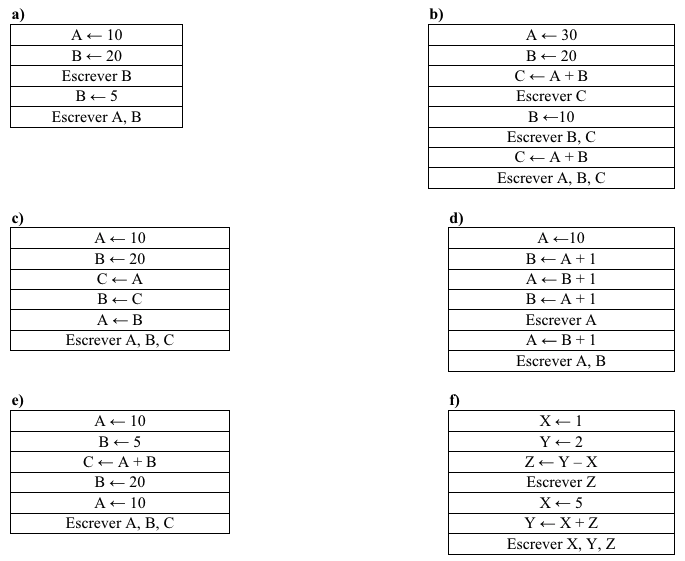 a)
A ← 10
B ← 20
Escrever B
B ← 5
Escrever A, B
b)
A ← 30
B ← 20
C ← A + B
Escrever C
B ←10
Escrever B, C
C ← A + B
Escrever A, B, C
c)
A ← 10
B ← 20
C ← A
B ← C
A ← B
Escrever A, B, C
d)
A ←10
B ← A + 1
A ← B + 1
B ← A + 1
Escrever A
A ← B + 1
Escrever A, B
e)
A ← 10
B ← 5
C ← A + B
B ← 20
A ← 10
Escrever A, B, C
f)
X ← 1
Y ← 2
Z ← Y – X
Escrever Z
X ← 5
Y ← X + Z
Escrever X, Y, Z